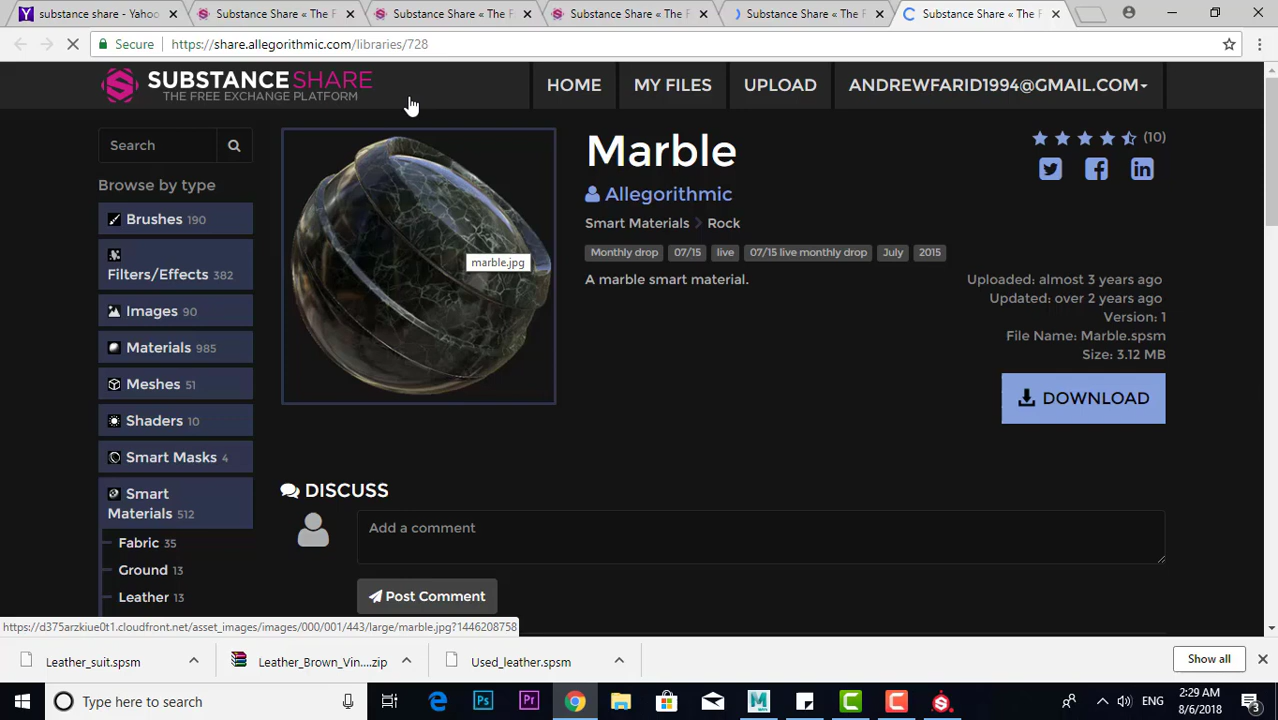 substance share - Yahoo
Substance Share « The F
Substance Share « The F
Substance Share « The F
Substance Share « The F
Substance Share « The F
Secure
https://share.allegorithmic.com/libraries/728
SUBSTANCE SHARE
THE FREE EXCHANGE PLATFORM
HOME
MY FILES
UPLOAD
ANDREWFARID1994@GMAIL.COM
Search
Browse by type
Brushes 190
Filters/Effects 382
Images 90
Materials 985
Meshes 51
Shaders 10
Smart Masks 4
Smart
Materials 512
Fabric 35
Ground 13
Leather 13
marble.jpg
Marble
Allegorithmic
Smart Materials > Rock
Monthly drop 07/15 live 07/15 live monthly drop July 2015
A marble smart material.
(10)
Uploaded: almost 3 years ago
Updated: over 2 years ago
Version: 1
File Name: Marble.spsm
Size: 3.12 MB
DOWNLOAD
DISCUSS
Add a comment
Post Comment
https://d375arzkiue0t1.cloudfront.net/asset_images/images/000/001/443/large/marble.jpg?1446208758
Leather_suit.spsm
Leather_Brown_Vin....zip
Used_leather.spsm
Show all
Type here to search
Ps
Pr
M
ENG
2:29 AM
8/6/2018
3